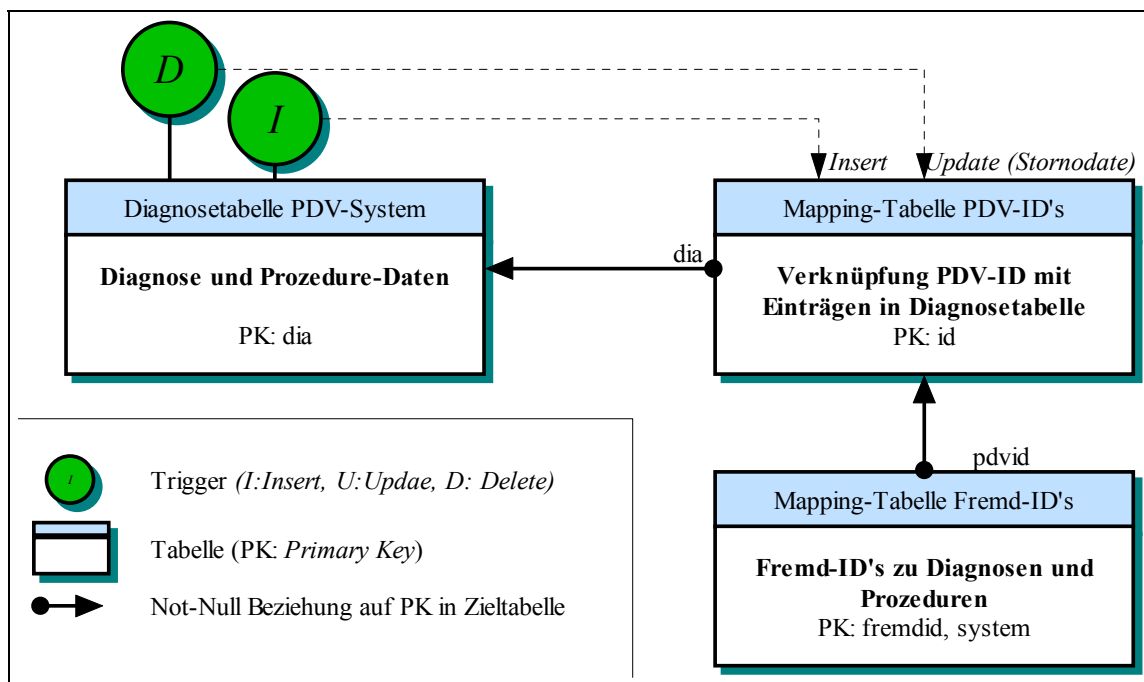 D
I
Insert
Update (Stornodate)
Diagnosetabelle PDV-System
Diagnose und Prozedure-Daten
PK: dia
dia
Mapping-Tabelle PDV-ID's
Verknüpfung PDV-ID mit
Einträgen in Diagnosetabelle
PK: id
pdvid
Mapping-Tabelle Fremd-ID's
Fremd-ID's zu Diagnosen und
Prozeduren
PK: fremdid, system
I
Trigger (I:Insert, U:Updae, D: Delete)
Tabelle (PK: Primary Key)
Not-Null Beziehung auf PK in Zieltabelle